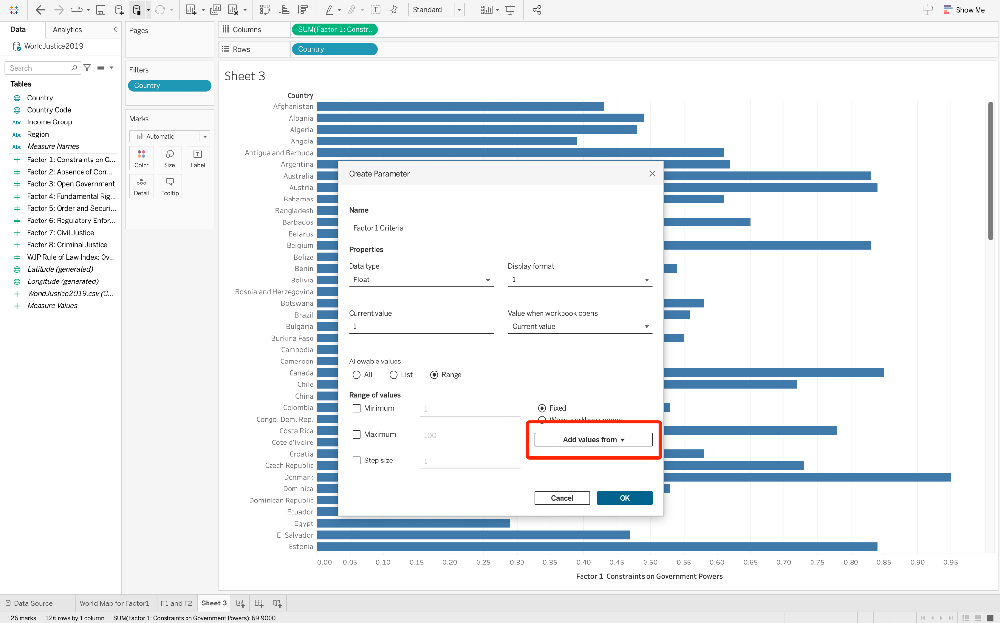 Standard
Show Me
Data
Analytics
Pages
Columns
SUM(Factor 1: Constr..
WorldJustice2019
Rows
Country
Search
Filters
Country
Tables
Country
Country Code
Abc Income Group
Abc Region
Abc Measure Names
Factor 1: Constraints on G...
Factor 2: Absence of Corr...
Factor 3: Open Government
Factor 4: Fundamental Rig...
Factor 5: Order and Securi...
Factor 6: Regulatory Enfor...
Factor 7: Civil Justice
Factor 8: Criminal Justice
WJP Rule of Law Index: Ov...
Latitude (generated)
Longitude (generated)
WorldJustice2019.csv (C...
Measure Values
Marks
Automatic
Color
Size
Label
Detail
Tooltip
Sheet 3
Country
Afghanistan
Albania
Algeria
Angola
Antigua and Barbuda
Argentina
Australia
Austria
Bahamas
Bangladesh
Barbados
Belarus
Belgium
Belize
Benin
Bolivia
Bosnia and Herzegovina
Botswana
Brazil
Bulgaria
Burkina Faso
Cambodia
Cameroon
Canada
Chile
China
Colombia
Congo, Dem. Rep.
Costa Rica
Cote d'Ivoire
Croatia
Czech Republic
Denmark
Dominica
Dominican Republic
Ecuador
Egypt
El Salvador
Estonia
0.00 0.05 0.10 0.15 0.20 0.25 0.30 0.35 0.40 0.45 0.50 0.55 0.60 0.65 0.70 0.75 0.80 0.85 0.90 0.95
Factor 1: Constraints on Government Powers
Create Parameter
Name
Factor 1 Criteria
Properties
Data type
Display format
Float
1
Current value
Value when workbook opens
1
Current value
Allowable values
All
List
Range
Range of values
Minimum
1
Fixed
When workbook opens
Maximum
100
Add values from
Step size
1
Cancel
OK
Data Source
World Map for Factor1
F1 and F2
Sheet 3
126 marks
126 rows by 1 column
SUM(Factor 1: Constraints on Government Powers): 69.9000